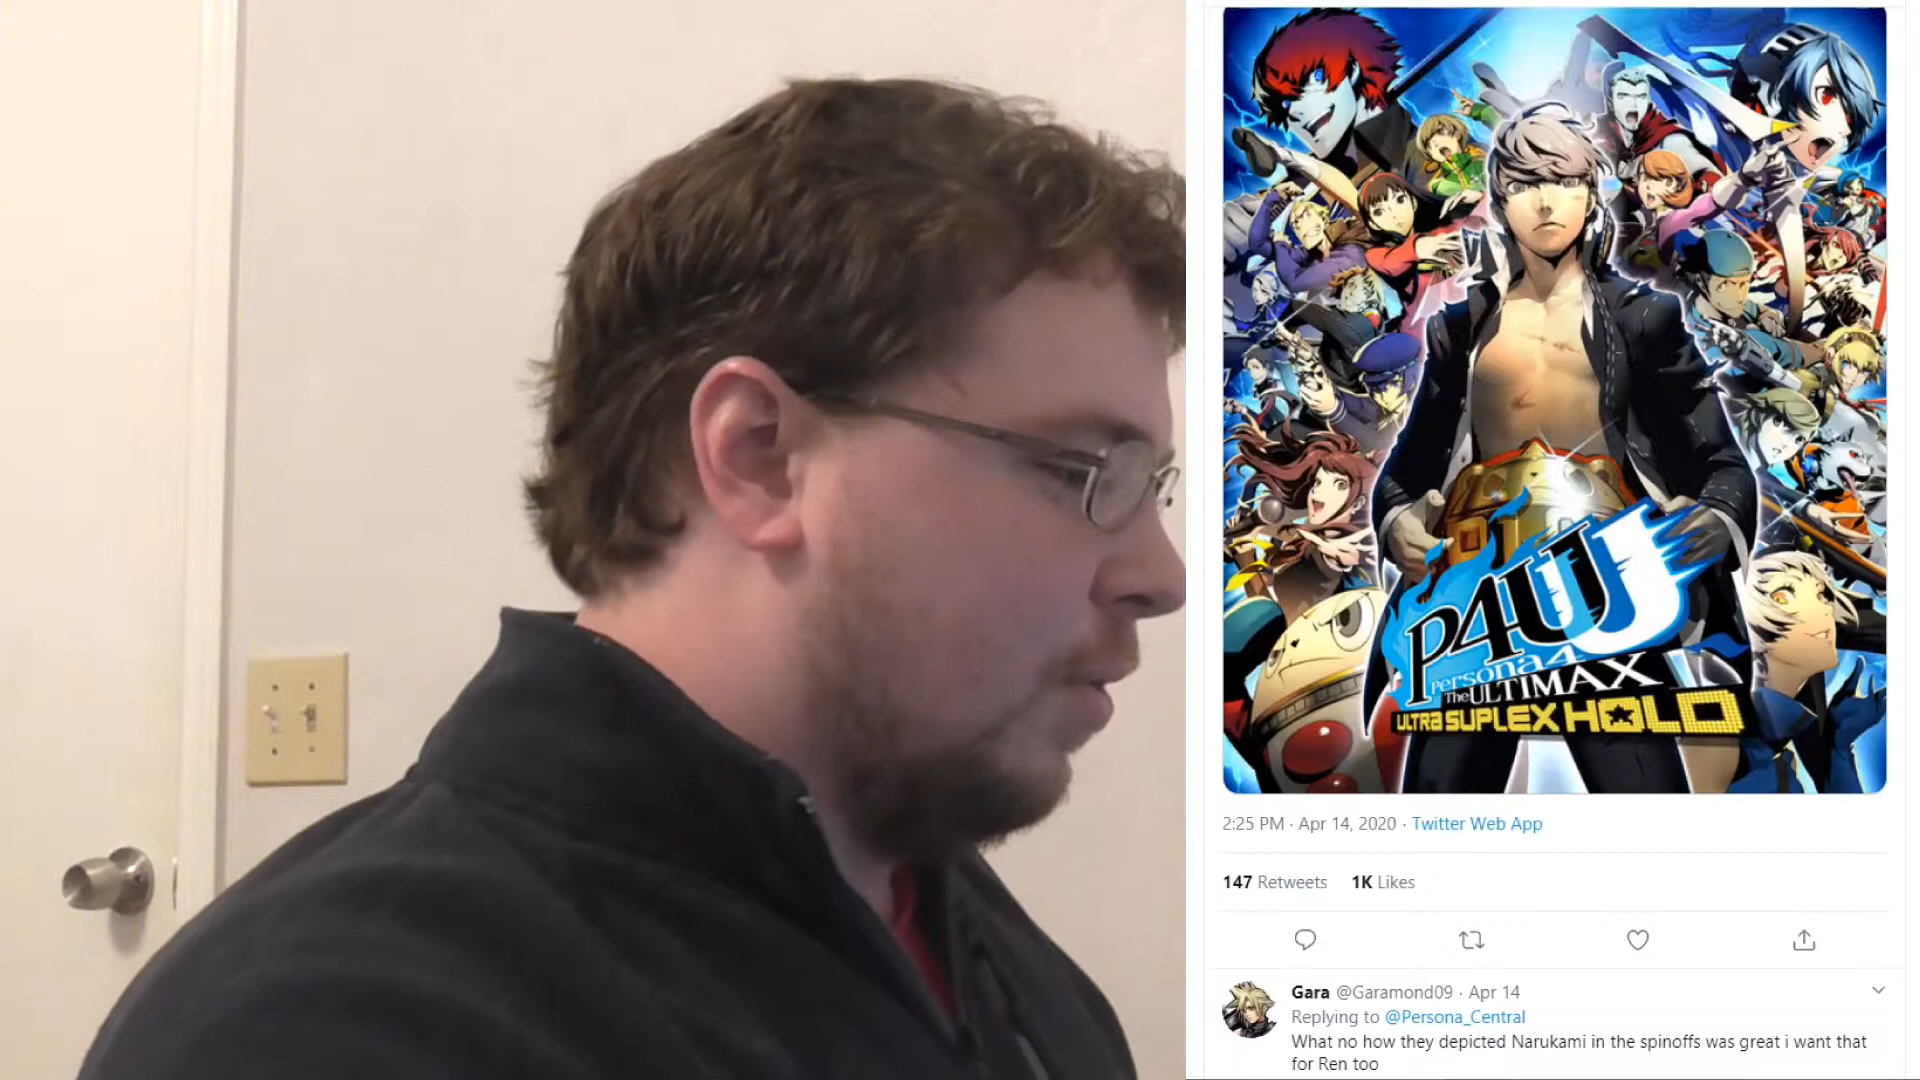 P4UU
Persona4
The ULTIMAX
ULTRA SUPLEX HOLD
2:25 PM · Apr 14, 2020 · Twitter Web App
147 Retweets 1K Likes
Gara @Garamond09 · Apr 14
Replying to @Persona_Central
What no how they depicted Narukami in the spinoffs was great i want that
for Ren too